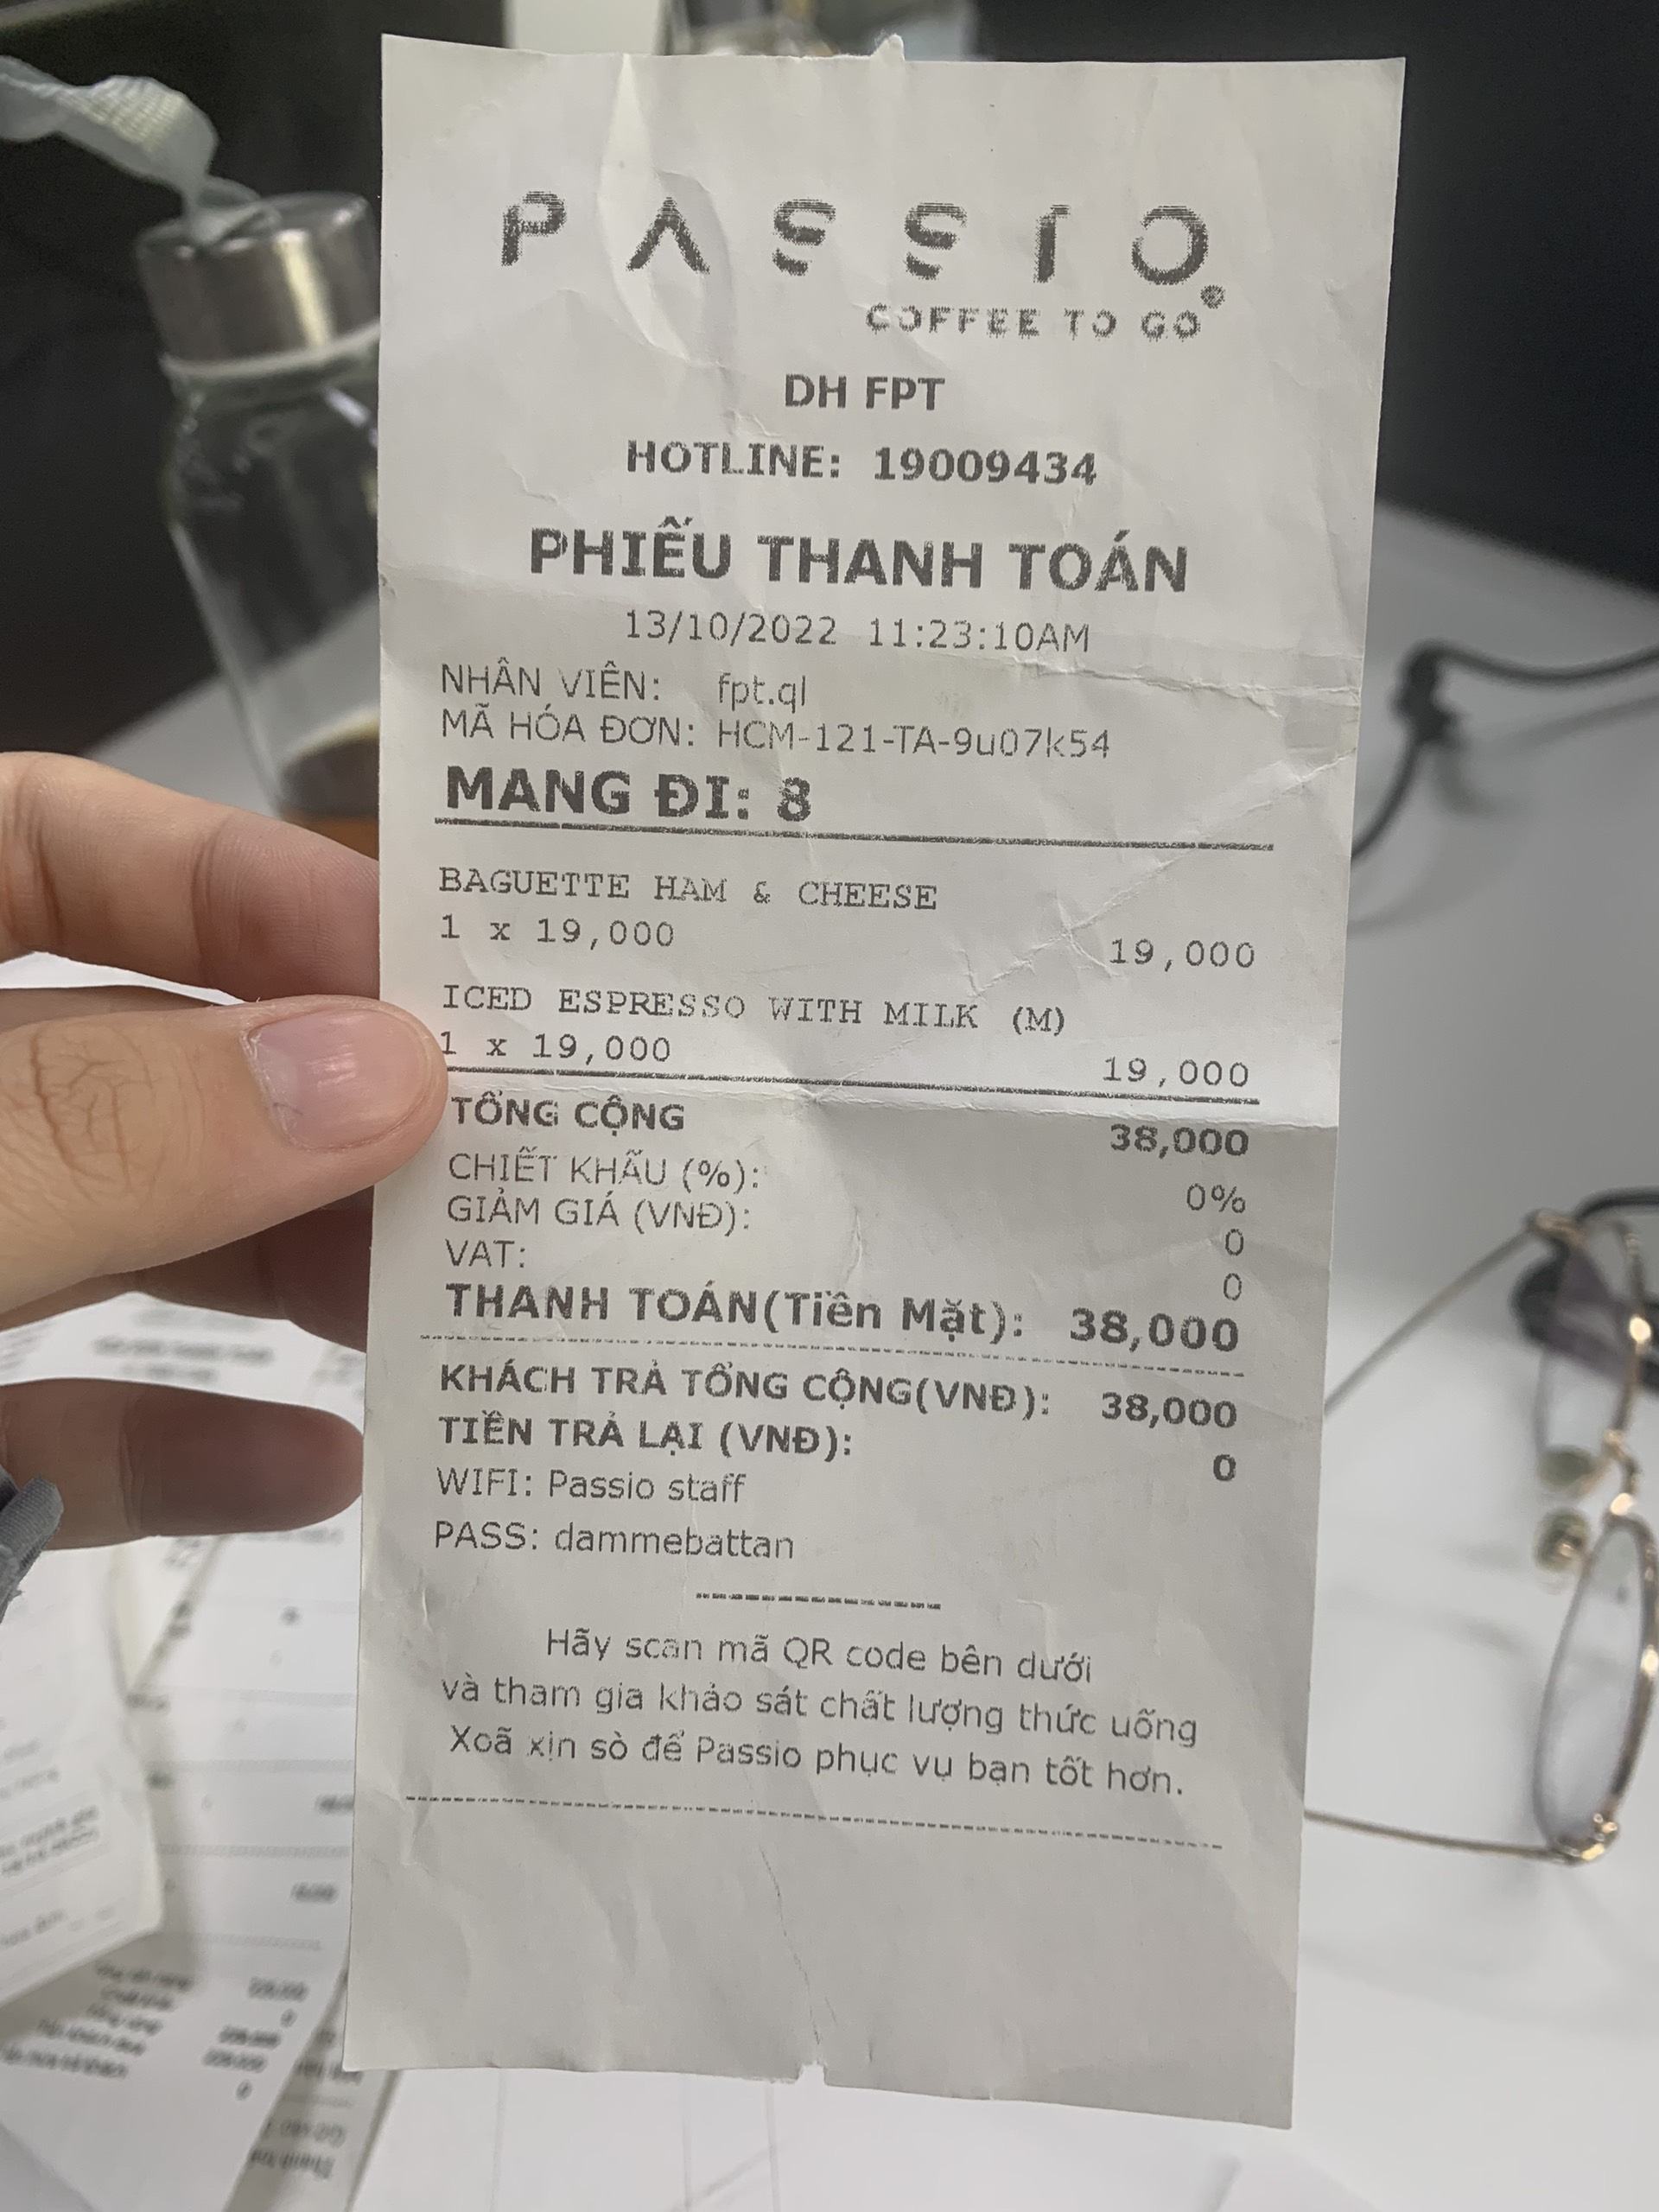 PASSIO
COFFEE TO GO
DH FPT
HOTLINE: 19009434
PHIẾU THANH TOÁN
13/10/2022 11:23:10AM
NHÂN VIÊN: fpt.ql
MÃ HÓA ĐƠN: HCM-121-TA-9u07k54
MANG ĐI: 8
BAGUETTE HAM & CHEESE
1 x 19,000 19,000
ICED ESPRESSO WITH MILK (M)
1 x 19,000 19,000
TỔNG CỘNG 38,000
CHIẾT KHẤU (%): 0%
GIẢM GIÁ (VNĐ): 0
VAT: 0
THANH TOÁN(Tiền Mặt): 38,000
KHÁCH TRẢ TỔNG CỘNG(VNĐ): 38,000
TIỀN TRẢ LẠI (VNĐ): 0
WIFI: Passio staff
PASS: dammebattan
Hãy scan mã QR code bên dưới
và tham gia khảo sát chất lượng thức uống
Xoã xịn sò để Passio phục vụ bạn tốt hơn.